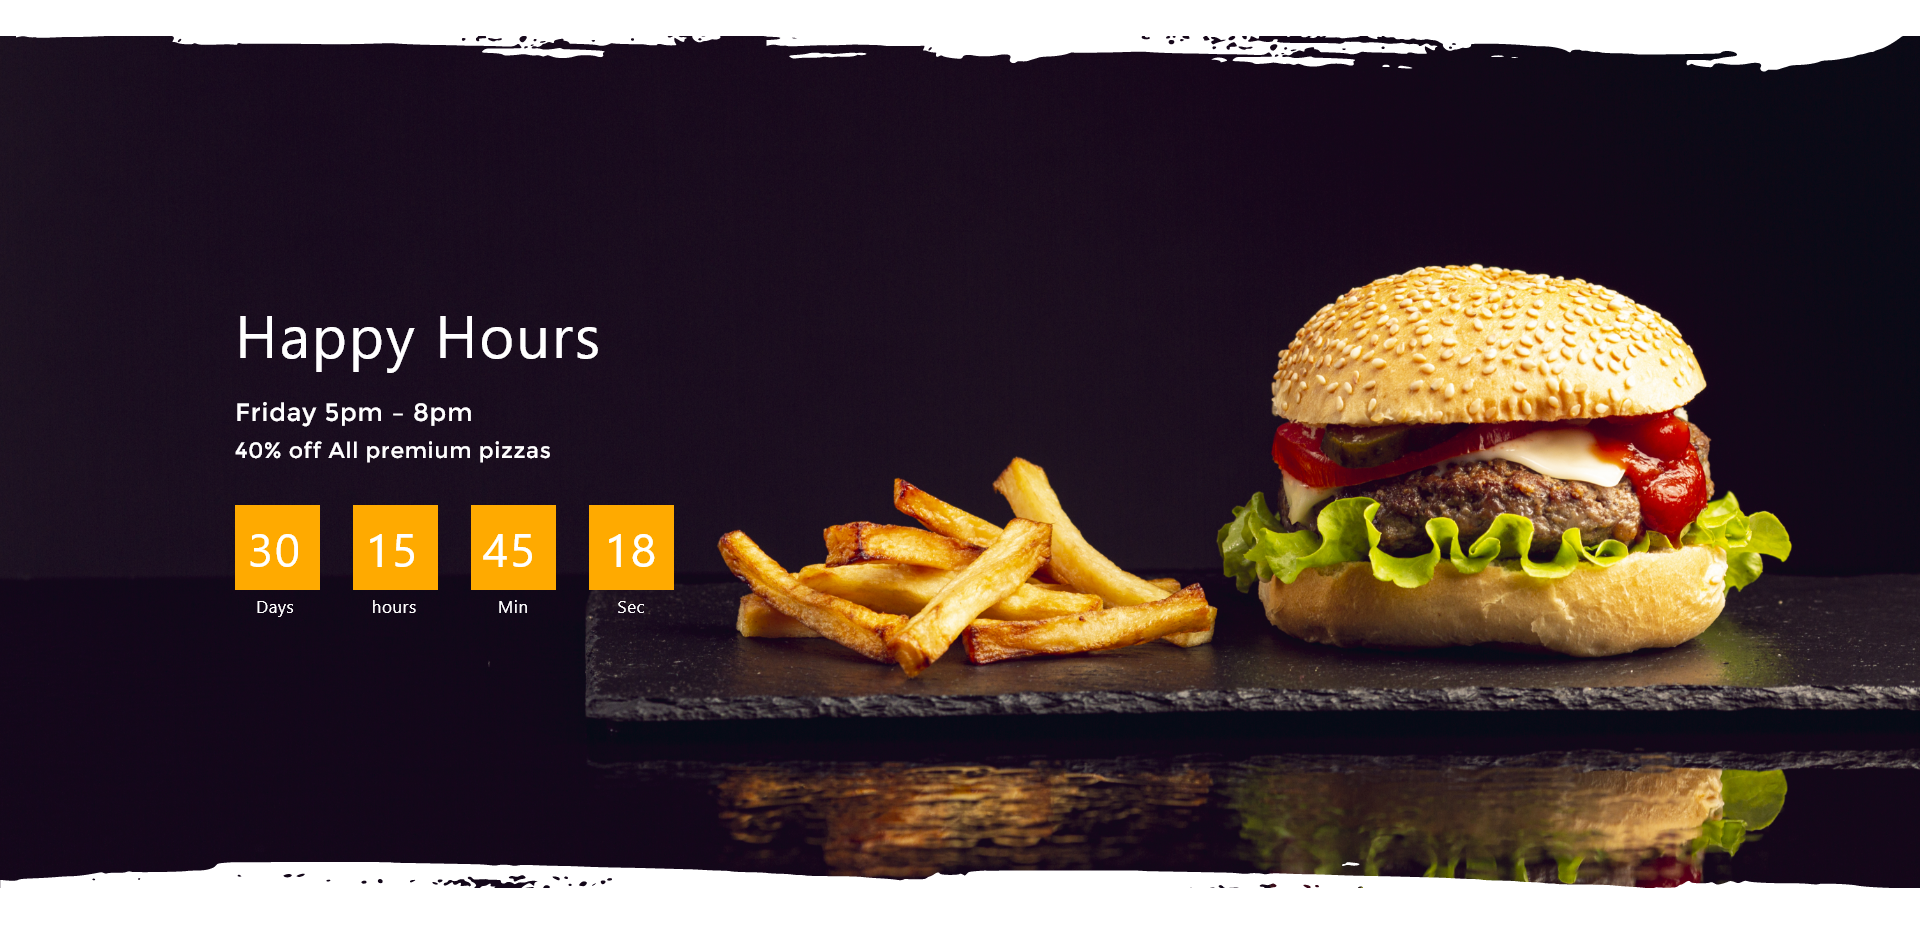 Happy Hours
Friday 5pm – 8pm
40% off All premium pizzas
30 15 45 18
Days hours Min Sec